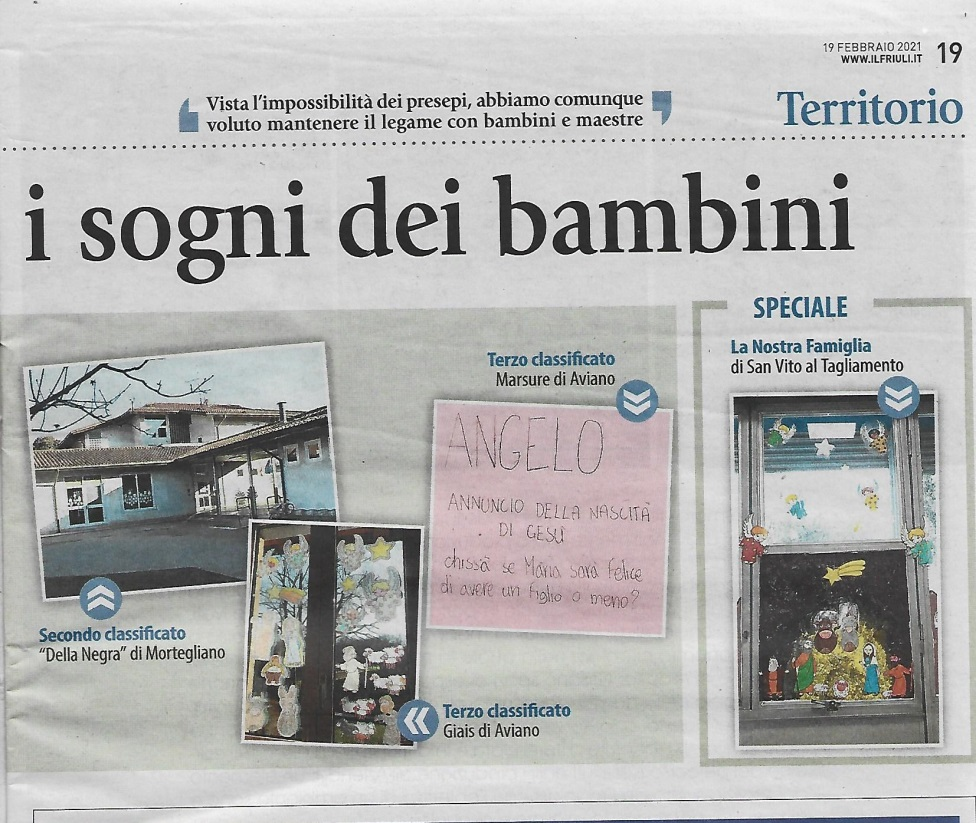 19 FEBBRAIO 2021
WWW.ILFRIULI.IT 19
Territorio
Vista l'impossibilità dei presepi, abbiamo comunque
voluto mantenere il legame con bambini e maestre
i sogni dei bambini
Secondo classificato
"Della Negra" di Mortegliano
Terzo classificato
Marsure di Aviano
ANGELO
ANNUNCIO DELLA NASCITÀ
DI GESÙ
chissà se Maria sarà felice
di avere un figlio o meno?
Terzo classificato
Giais di Aviano
SPECIALE
La Nostra Famiglia
di San Vito al Tagliamento